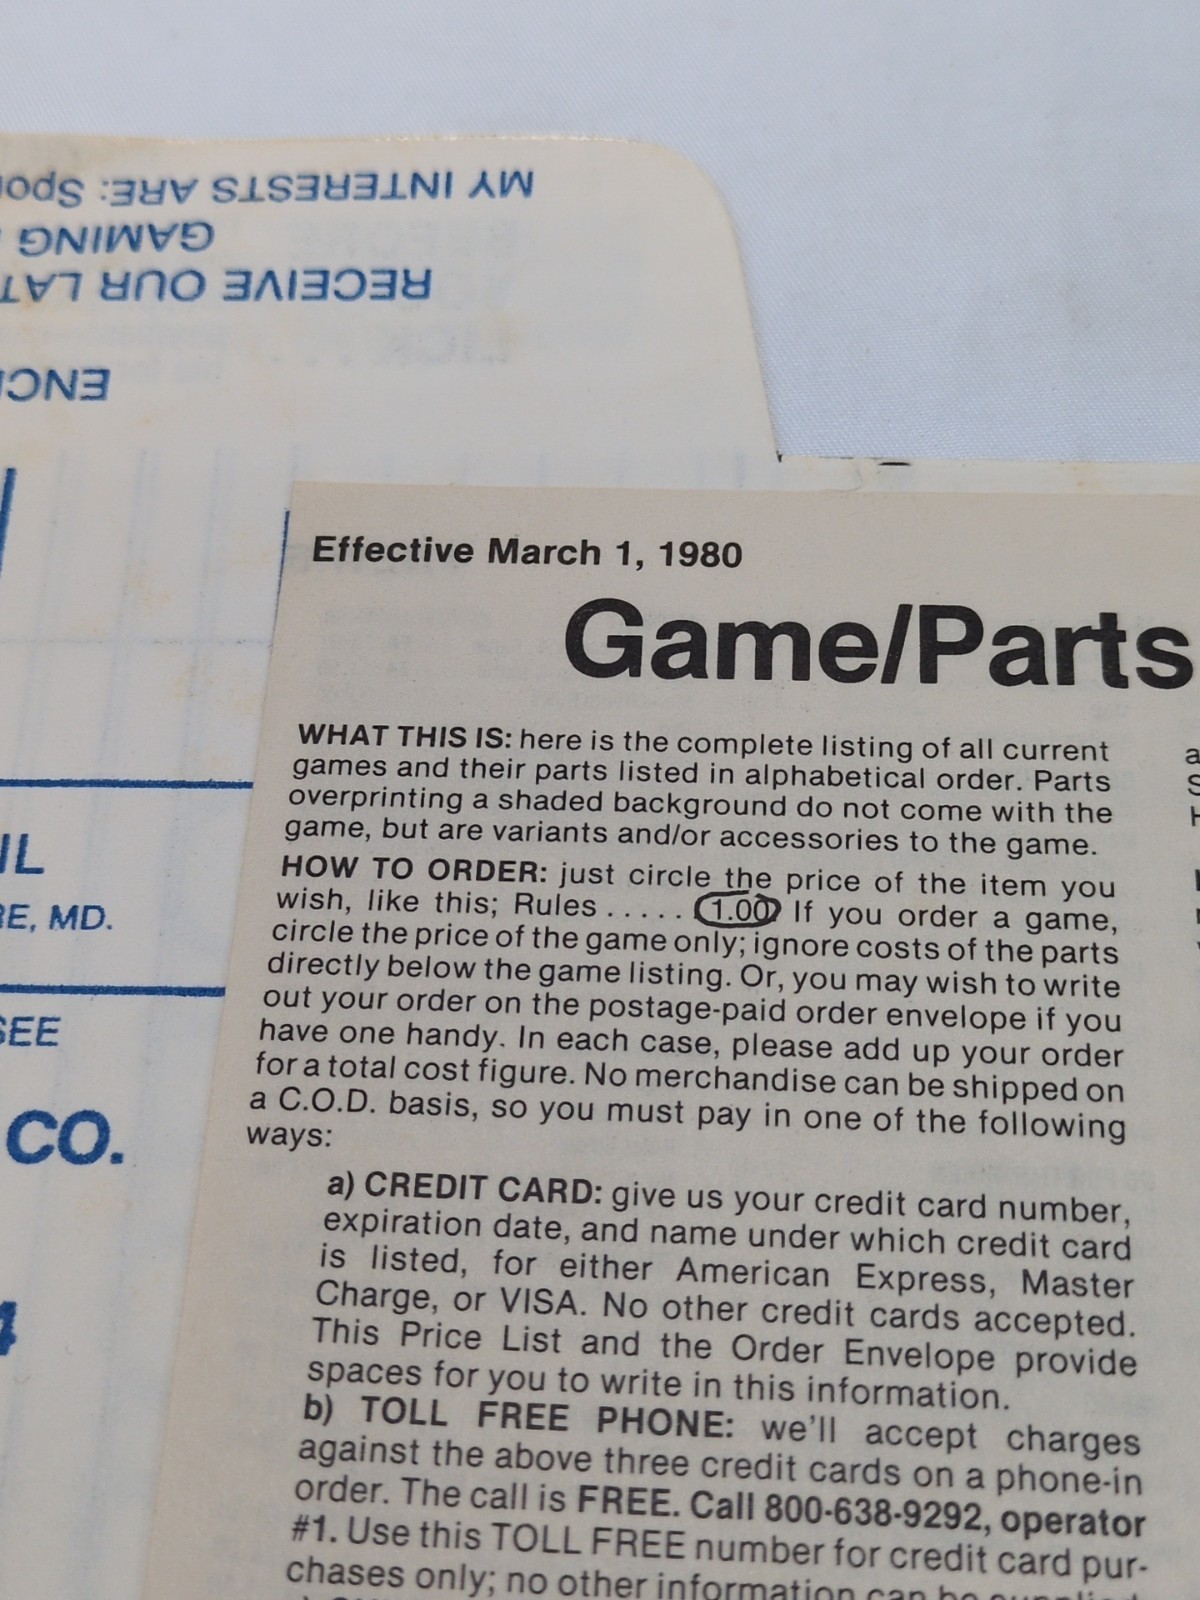 MY INTERESTS ARE:
GAMING
RECEIVE OUR
Effective March 1, 1980
Game/Parts
WHAT THIS IS: here is the complete listing of all current
games and their parts listed in alphabetical order. Parts
overprinting a shaded background do not come with the
game, but are variants and/or accessories to the game.
HOW TO ORDER: just circle the price of the item you
wish, like this; Rules ..... 1.00 If you order a game,
circle the price of the game only; ignore costs of the parts
directly below the game listing. Or, you may wish to write
out your order on the postage-paid order envelope if you
have one handy. In each case, please add up your order
for a total cost figure. No merchandise can be shipped on
a C.O.D. basis, so you must pay in one of the following
ways:
a) CREDIT CARD: give us your credit card number,
expiration date, and name under which credit card
is listed, for either American Express, Master
Charge, or VISA. No other credit cards accepted.
This Price List and the Order Envelope provide
spaces for you to write in this information.
b) TOLL FREE PHONE: we'll accept charges
against the above three credit cards on a phone-in
order. The call is FREE. Call 800-638-9292, operator
#1. Use this TOLL FREE number for credit card pur-
chases only; no other information can be supplied
MD.
SEE
CO.
4